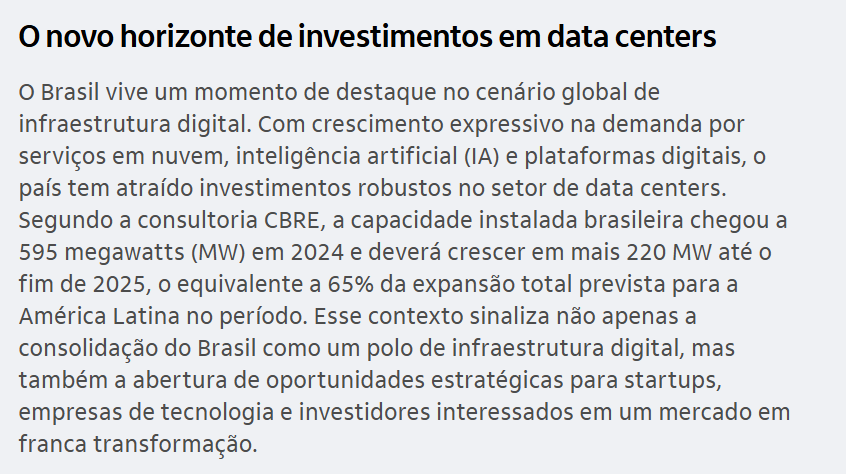 O novo horizonte de investimentos em data centers
O Brasil vive um momento de destaque no cenário global de
infraestrutura digital. Com crescimento expressivo na demanda por
serviços em nuvem, inteligência artificial (IA) e plataformas digitais, o
país tem atraído investimentos robustos no setor de data centers.
Segundo a consultoria CBRE, a capacidade instalada brasileira chegou a
595 megawatts (MW) em 2024 e deverá crescer em mais 220 MW até o
fim de 2025, o equivalente a 65% da expansão total prevista para a
América Latina no período. Esse contexto sinaliza não apenas a
consolidação do Brasil como um polo de infraestrutura digital, mas
também a abertura de oportunidades estratégicas para startups,
empresas de tecnologia e investidores interessados em um mercado em
franca transformação.